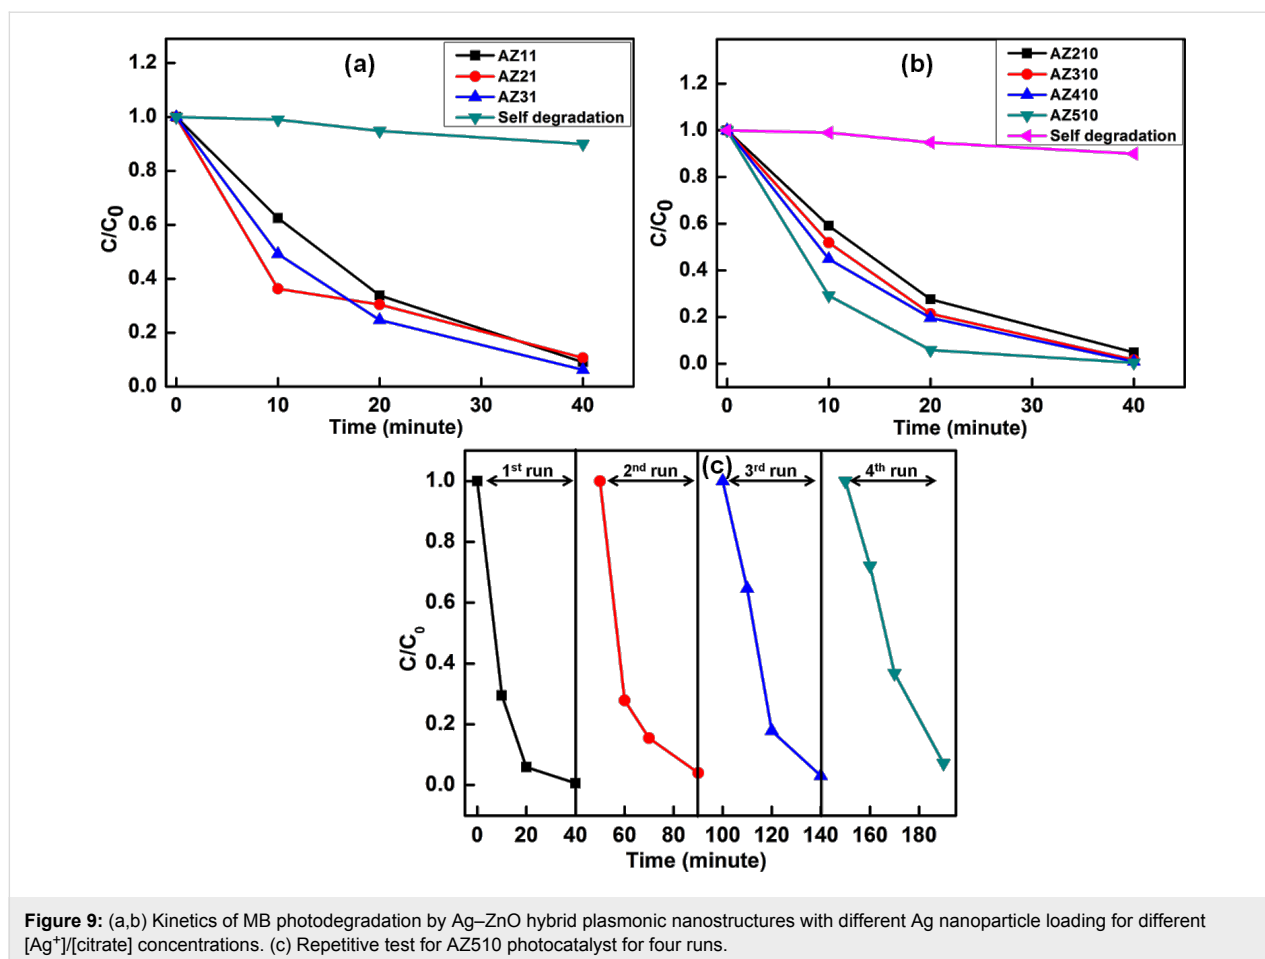 (a)
AZ11
AZ21
AZ31
Self degradation
1.2
1.0
0.8
0.6
0.4
0.2
0.0
C/C0
0 10 20 30 40
Time (minute)
(b)
AZ210
AZ310
AZ410
AZ510
Self degradation
1.2
1.0
0.8
0.6
0.4
0.2
0.0
C/C0
0 10 20 30 40
Time (minute)
(c)
1st run 2nd run 3rd run 4th run
1.0
0.8
0.6
0.4
0.2
0.0
C/C0
0 20 40 60 80 100 120 140 160 180
Time (minute)
Figure 9: (a,b) Kinetics of MB photodegradation by Ag–ZnO hybrid plasmonic nanostructures with different Ag nanoparticle loading for different
[Ag+]/[citrate] concentrations. (c) Repetitive test for AZ510 photocatalyst for four runs.